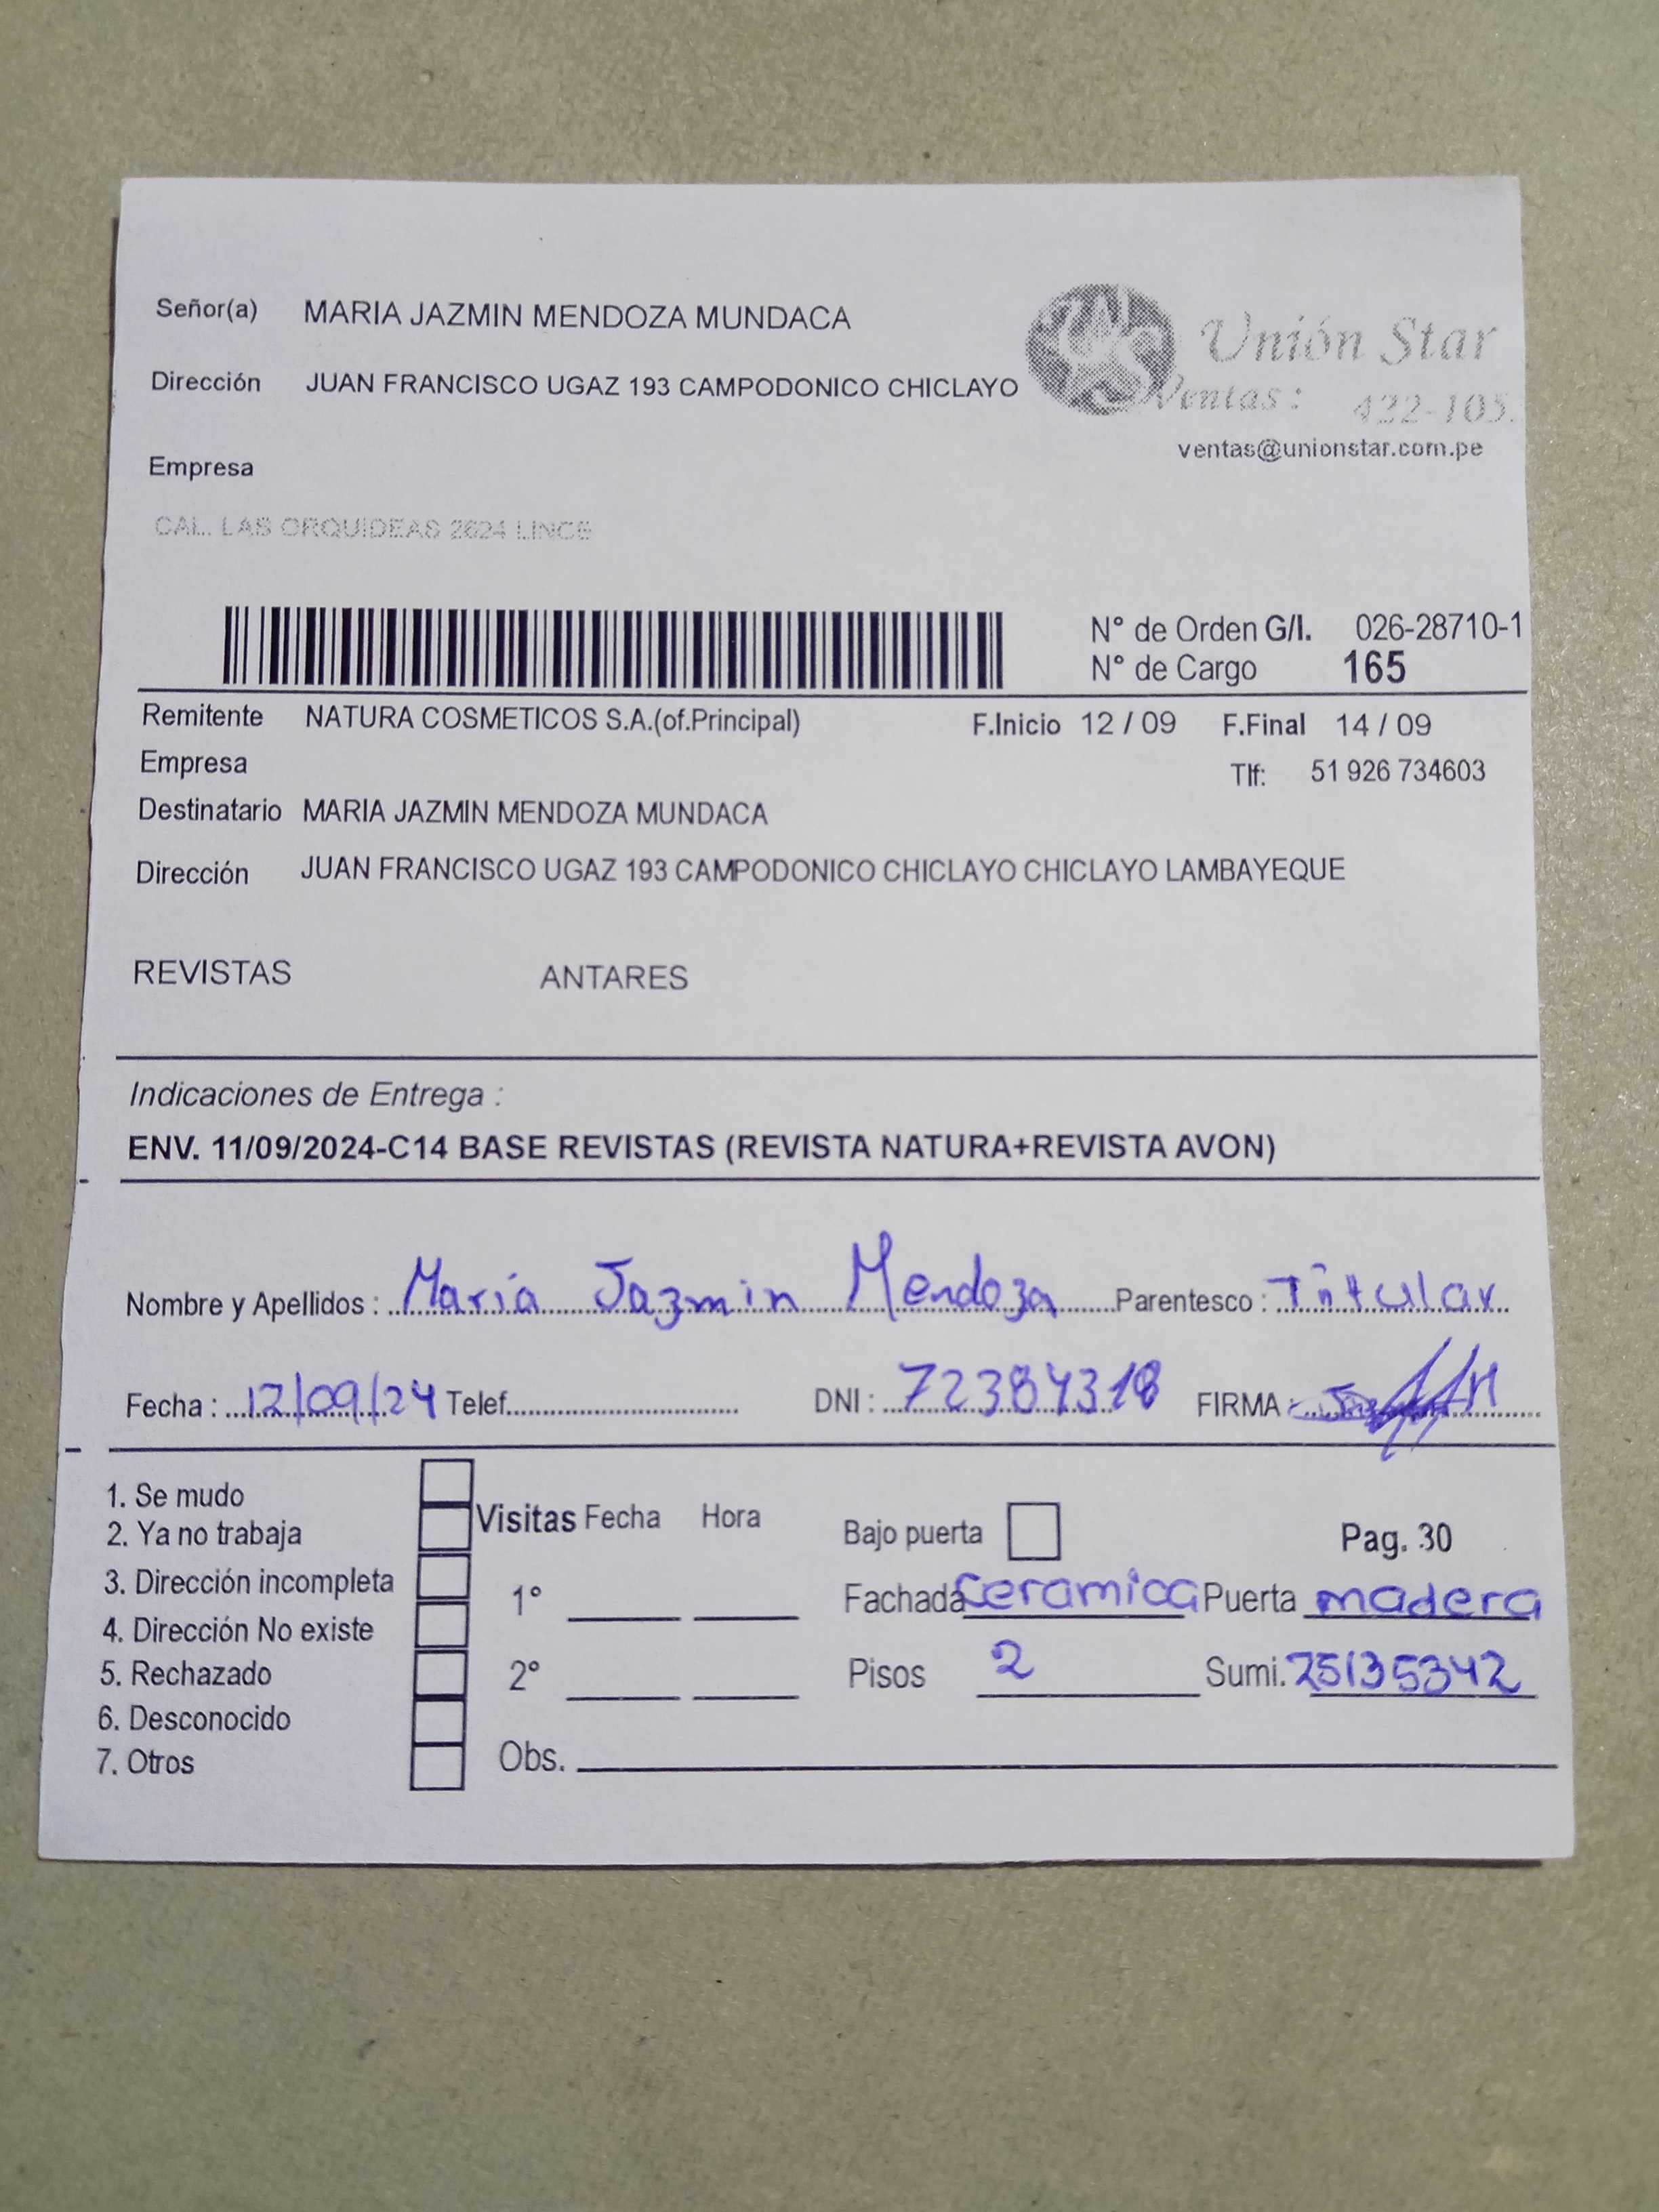 Señor(a) MARIA JAZMIN MENDOZA MUNDACA
Unión Star
Dirección JUAN FRANCISCO UGAZ 193 CAMPODONICO CHICLAYO
Ventas: 422-105.
ventas@unionstar.com.pe
Empresa
CAL. LAS ORQUIDEAS 2624 LINCE
N° de Orden G/I. 026-28710-1
N° de Cargo 165
Remitente NATURA COSMETICOS S.A.(of.Principal) F.Inicio 12 / 09 F.Final 14 / 09
Empresa Tlf: 51 926 734603
Destinatario MARIA JAZMIN MENDOZA MUNDACA
Dirección JUAN FRANCISCO UGAZ 193 CAMPODONICO CHICLAYO CHICLAYO LAMBAYEQUE
REVISTAS ANTARES
Indicaciones de Entrega :
ENV. 11/09/2024-C14 BASE REVISTAS (REVISTA NATURA+REVISTA AVON)
Nombre y Apellidos : María Jazmin Mendoza Parentesco : Titular
Fecha : 12/09/24 Telef. DNI : 72384318 FIRMA :
1. Se mudo
2. Ya no trabaja
3. Dirección incompleta
4. Dirección No existe
5. Rechazado
6. Desconocido
7. Otros
Visitas Fecha Hora
1°
2°
Obs.
Bajo puerta Pag. 30
Fachada Ceramica Puerta madera
Pisos 2 Sumi. 25135342